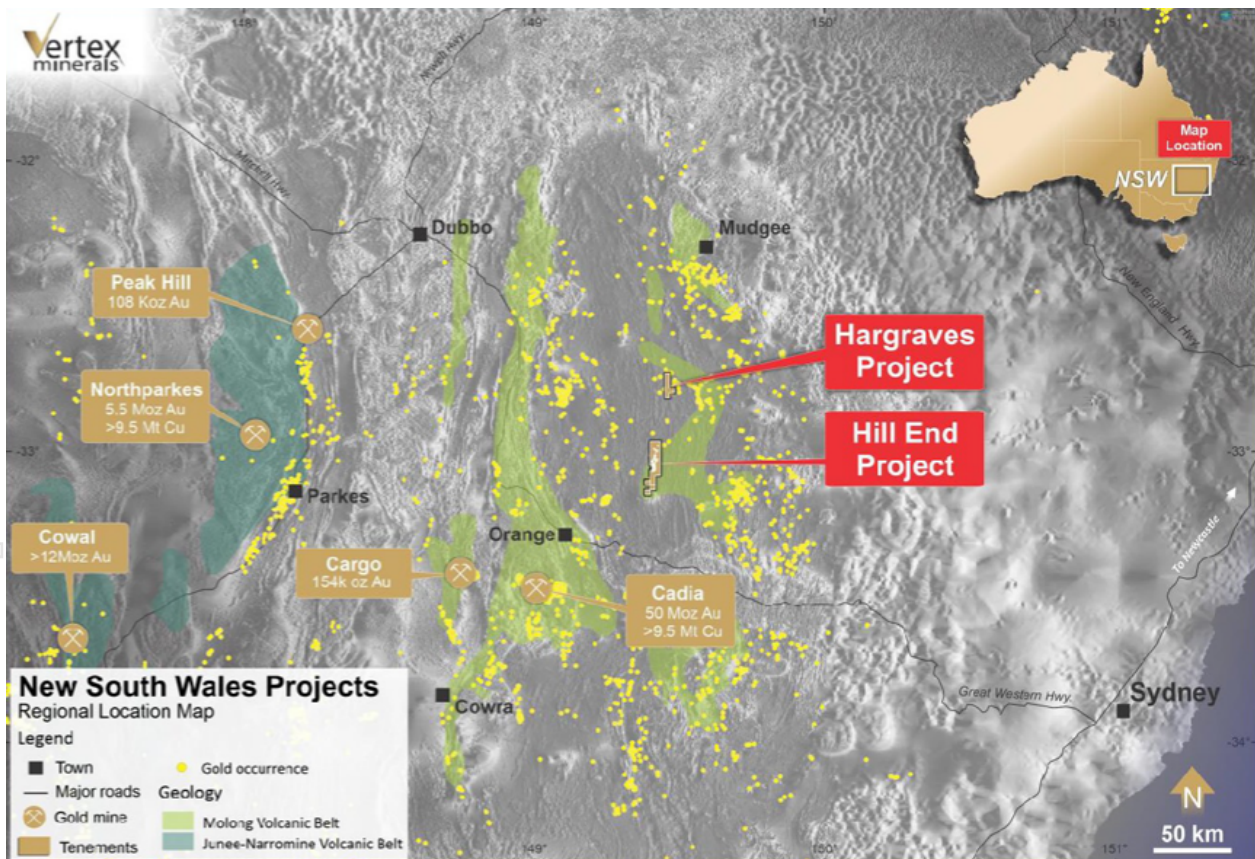 Vertex
minerals
148°
149°
150°
151°
-32°
-33°
-33°
-34°
149°
150°
151°
Newell Hwy.
Mitchell Hwy.
New England Hwy.
Great Western Hwy.
To Newcastle
Map
Location
NSW
Dubbo
Mudgee
Peak Hill
108 Koz Au
Northparkes
5.5 Moz Au
>9.5 Mt Cu
Hargraves
Project
Hill End
Project
Parkes
Orange
Cowal
>12Moz Au
Cargo
154k oz Au
Cadia
50 Moz Au
>9.5 Mt Cu
Cowra
Sydney
New South Wales Projects
Regional Location Map
Legend
Town
Gold occurrence
Major roads
Geology
Gold mine
Molong Volcanic Belt
Tenements
Junee-Narromine Volcanic Belt
N
50 km